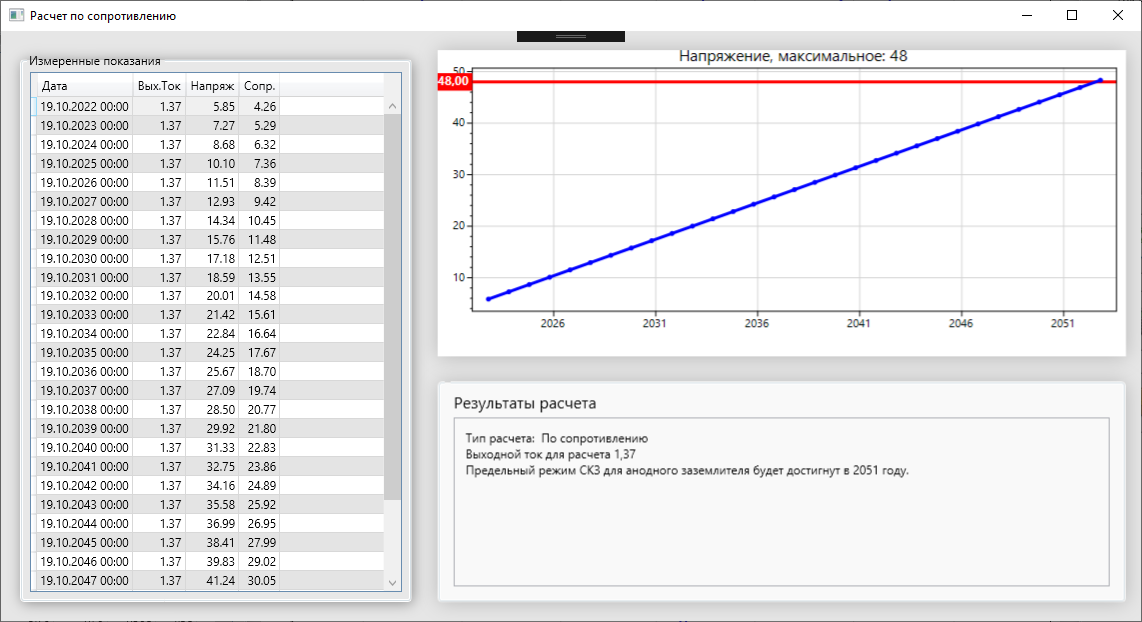 Расчет по сопротивлению
Измеренные показания
Дата Вых.Ток Напряж Сопр.
19.10.2022 00:00 1.37 5.85 4.26
19.10.2023 00:00 1.37 7.27 5.29
19.10.2024 00:00 1.37 8.68 6.32
19.10.2025 00:00 1.37 10.10 7.36
19.10.2026 00:00 1.37 11.51 8.39
19.10.2027 00:00 1.37 12.93 9.42
19.10.2028 00:00 1.37 14.34 10.45
19.10.2029 00:00 1.37 15.76 11.48
19.10.2030 00:00 1.37 17.18 12.51
19.10.2031 00:00 1.37 18.59 13.55
19.10.2032 00:00 1.37 20.01 14.58
19.10.2033 00:00 1.37 21.42 15.61
19.10.2034 00:00 1.37 22.84 16.64
19.10.2035 00:00 1.37 24.25 17.67
19.10.2036 00:00 1.37 25.67 18.70
19.10.2037 00:00 1.37 27.09 19.74
19.10.2038 00:00 1.37 28.50 20.77
19.10.2039 00:00 1.37 29.92 21.80
19.10.2040 00:00 1.37 31.33 22.83
19.10.2041 00:00 1.37 32.75 23.86
19.10.2042 00:00 1.37 34.16 24.89
19.10.2043 00:00 1.37 35.58 25.92
19.10.2044 00:00 1.37 36.99 26.95
19.10.2045 00:00 1.37 38.41 27.99
19.10.2046 00:00 1.37 39.83 29.02
19.10.2047 00:00 1.37 41.24 30.05
Напряжение, максимальное: 48
50
48,00
40
30
20
10
2026 2031 2036 2041 2046 2051
Результаты расчета
Тип расчета: По сопротивлению
Выходной ток для расчета 1,37
Предельный режим СКЗ для анодного заземлителя будет достигнут в 2051 году.